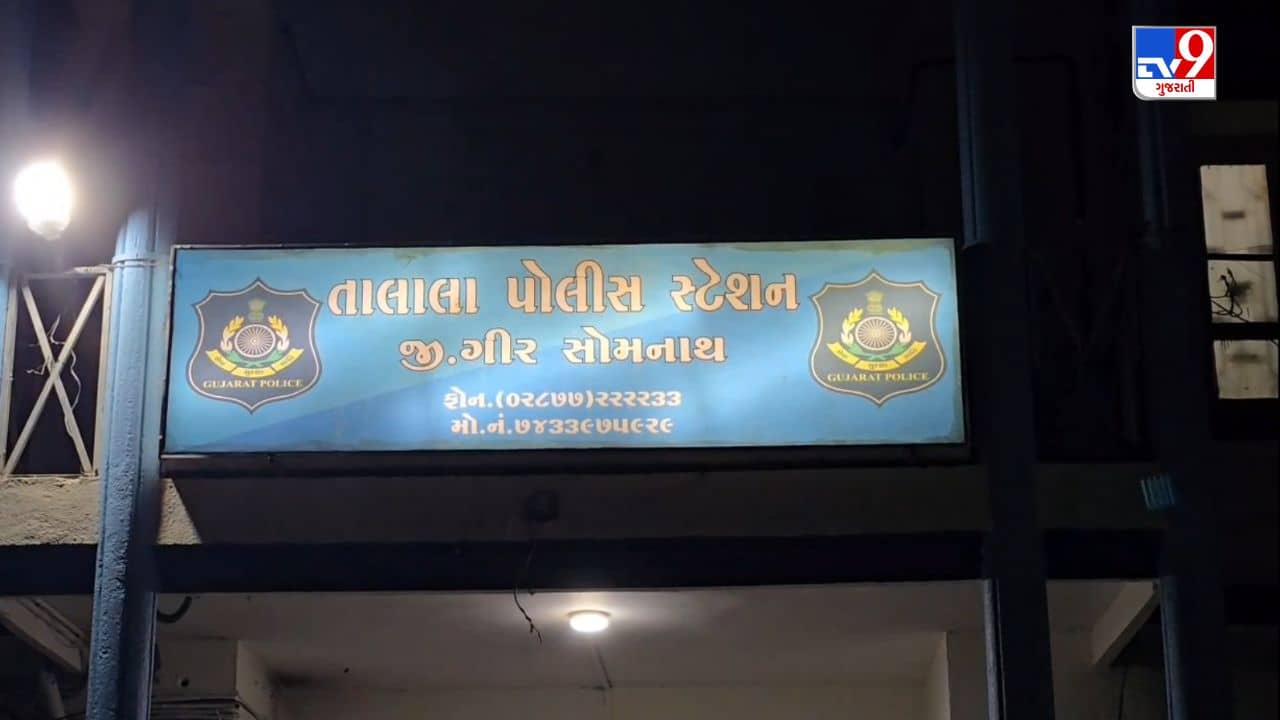 TV9
ગુજરાતી
તાલાલા પોલીસ સ્ટેશન
જી.ગીર સોમનાથ
ફોન.(૦૨૮૭૭)૨૨૨૨૩૩
મો.નં.૭૪૩૩૯૭૫૯૨૯
GUJARAT POLICE
GUJARAT POLICE